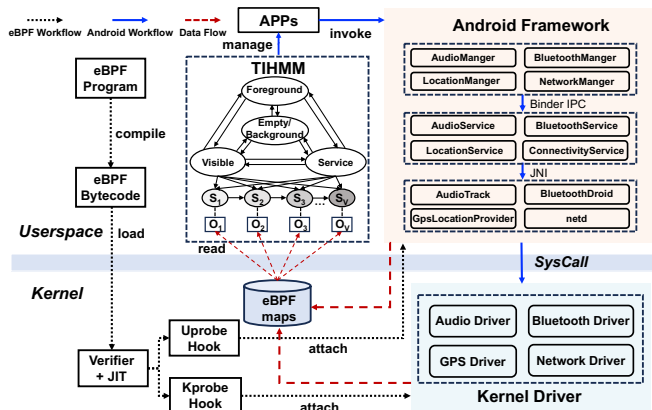 eBPF Workflow
Android Workflow
Data Flow
APPs
manage
invoke
eBPF
Program
compile
eBPF
Bytecode
load
Userspace
Kernel
TIHMM
Foreground
Empty/
Background
Visible
Service
S1
S2
S3
...
SV
O1
O2
O3
OV
read
eBPF
maps
Verifier
+ JIT
Uprobe
Hook
attach
Kprobe
Hook
attach
Android Framework
AudioManger
BluetoothManger
LocationManger
NetworkManger
Binder IPC
AudioService
BluetoothService
LocationService
ConnectivityService
JNI
AudioTrack
BluetoothDroid
GpsLocationProvider
netd
SysCall
Audio Driver
Bluetooth Driver
GPS Driver
Network Driver
Kernel Driver